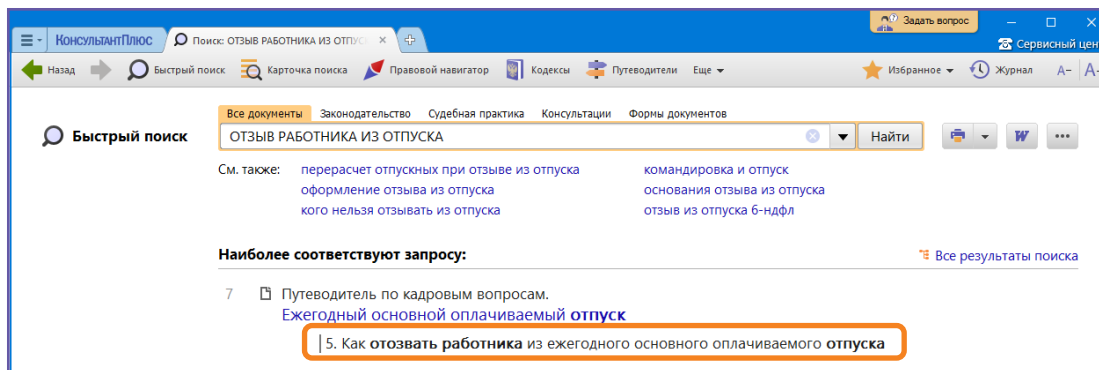 Задать вопрос
КонсультантПлюс Поиск: ОТЗЫВ РАБОТНИКА ИЗ
Сервисный
Назад Быстрый поиск Карточка поиска Правовой навигатор Кодексы Путеводители Еще Избранное Журнал А− А
Все документы Законодательство Судебная практика Консультации Формы документов
Быстрый поиск ОТЗЫВ РАБОТНИКА ИЗ ОТПУСКА Найти W
См. также: перерасчет отпускных при отзыве из отпуска командировка и отпуск
оформление отзыва из отпуска основания отзыва из отпуска
кого нельзя отзывать из отпуска отзыв из отпуска 6-ндфл
Наиболее соответствуют запросу: Все результаты поиска
7 Путеводитель по кадровым вопросам.
Ежегодный основной оплачиваемый отпуск
5. Как отозвать работника из ежегодного основного оплачиваемого отпуска